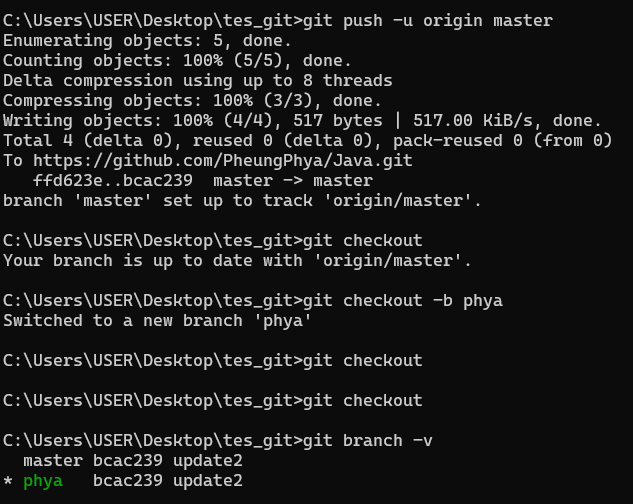 C:\Users\USER\Desktop\tes_git>git push -u origin master
Enumerating objects: 5, done.
Counting objects: 100% (5/5), done.
Delta compression using up to 8 threads
Compressing objects: 100% (3/3), done.
Writing objects: 100% (4/4), 517 bytes | 517.00 KiB/s, done.
Total 4 (delta 0), reused 0 (delta 0), pack-reused 0 (from 0)
To https://github.com/PheungPhya/Java.git
   ffd623e..bcac239  master -> master
branch 'master' set up to track 'origin/master'.
C:\Users\USER\Desktop\tes_git>git checkout
Your branch is up to date with 'origin/master'.
C:\Users\USER\Desktop\tes_git>git checkout -b phya
Switched to a new branch 'phya'
C:\Users\USER\Desktop\tes_git>git checkout
C:\Users\USER\Desktop\tes_git>git checkout
C:\Users\USER\Desktop\tes_git>git branch -v
  master bcac239 update2
* phya   bcac239 update2